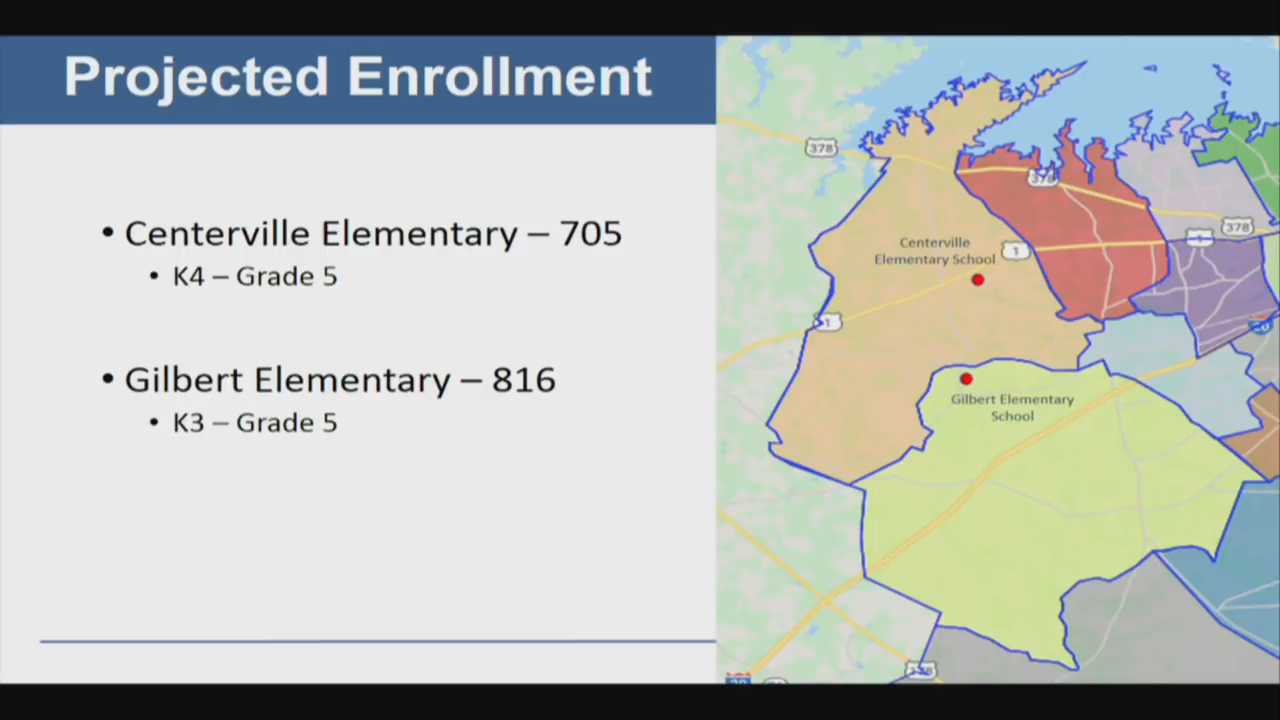 Projected Enrollment
• Centerville Elementary – 705
• K4 – Grade 5
• Gilbert Elementary – 816
• K3 – Grade 5
378
378
378
1
Centerville
Elementary School
1
1
20
Gilbert Elementary
School